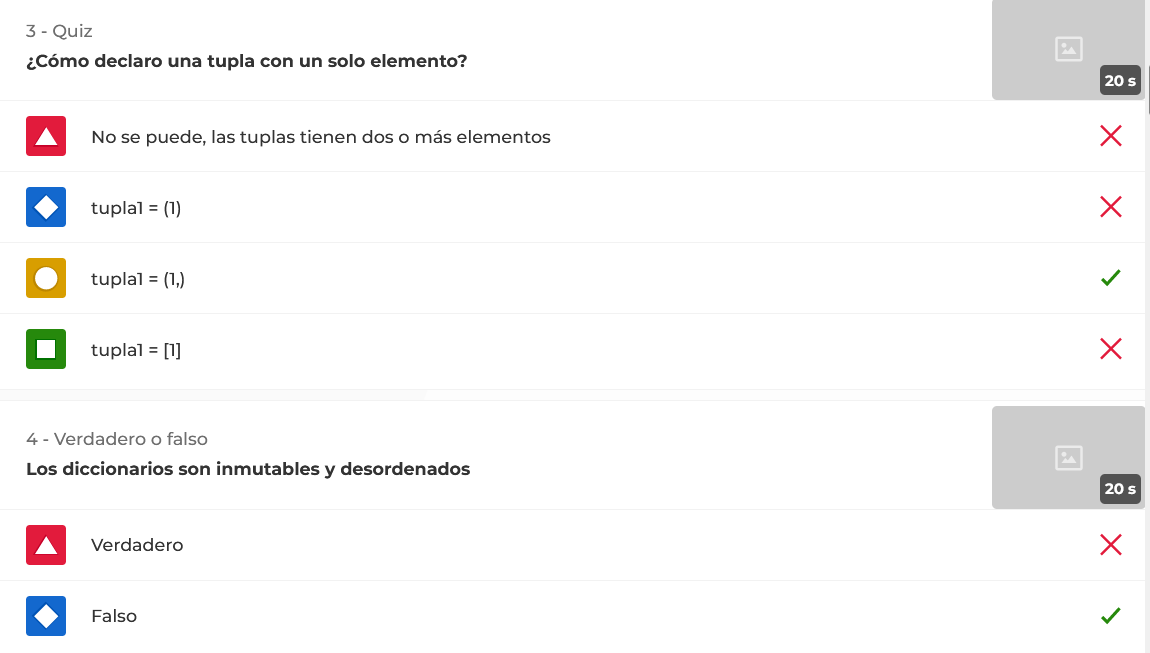 3 - Quiz
¿Cómo declaro una tupla con un solo elemento?
20 s
No se puede, las tuplas tienen dos o más elementos
tupla1 = (1)
tupla1 = (1,)
tupla1 = [1]
4 - Verdadero o falso
Los diccionarios son inmutables y desordenados
20 s
Verdadero
Falso